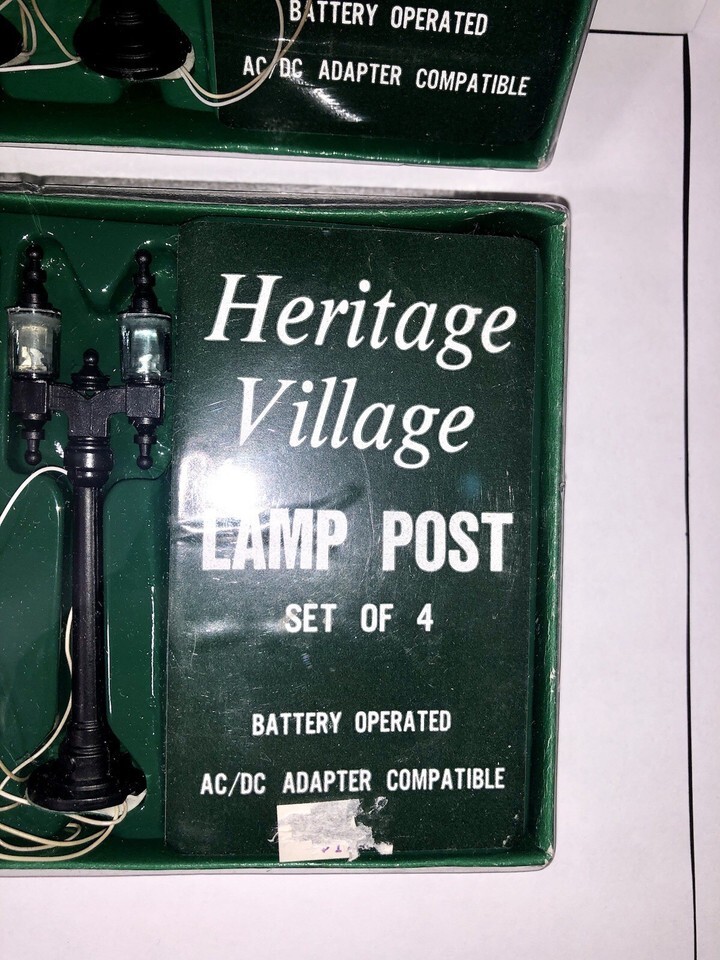 BATTERY OPERATED
AC/DC ADAPTER COMPATIBLE
Heritage
Village
LAMP POST
SET OF 4
BATTERY OPERATED
AC/DC ADAPTER COMPATIBLE